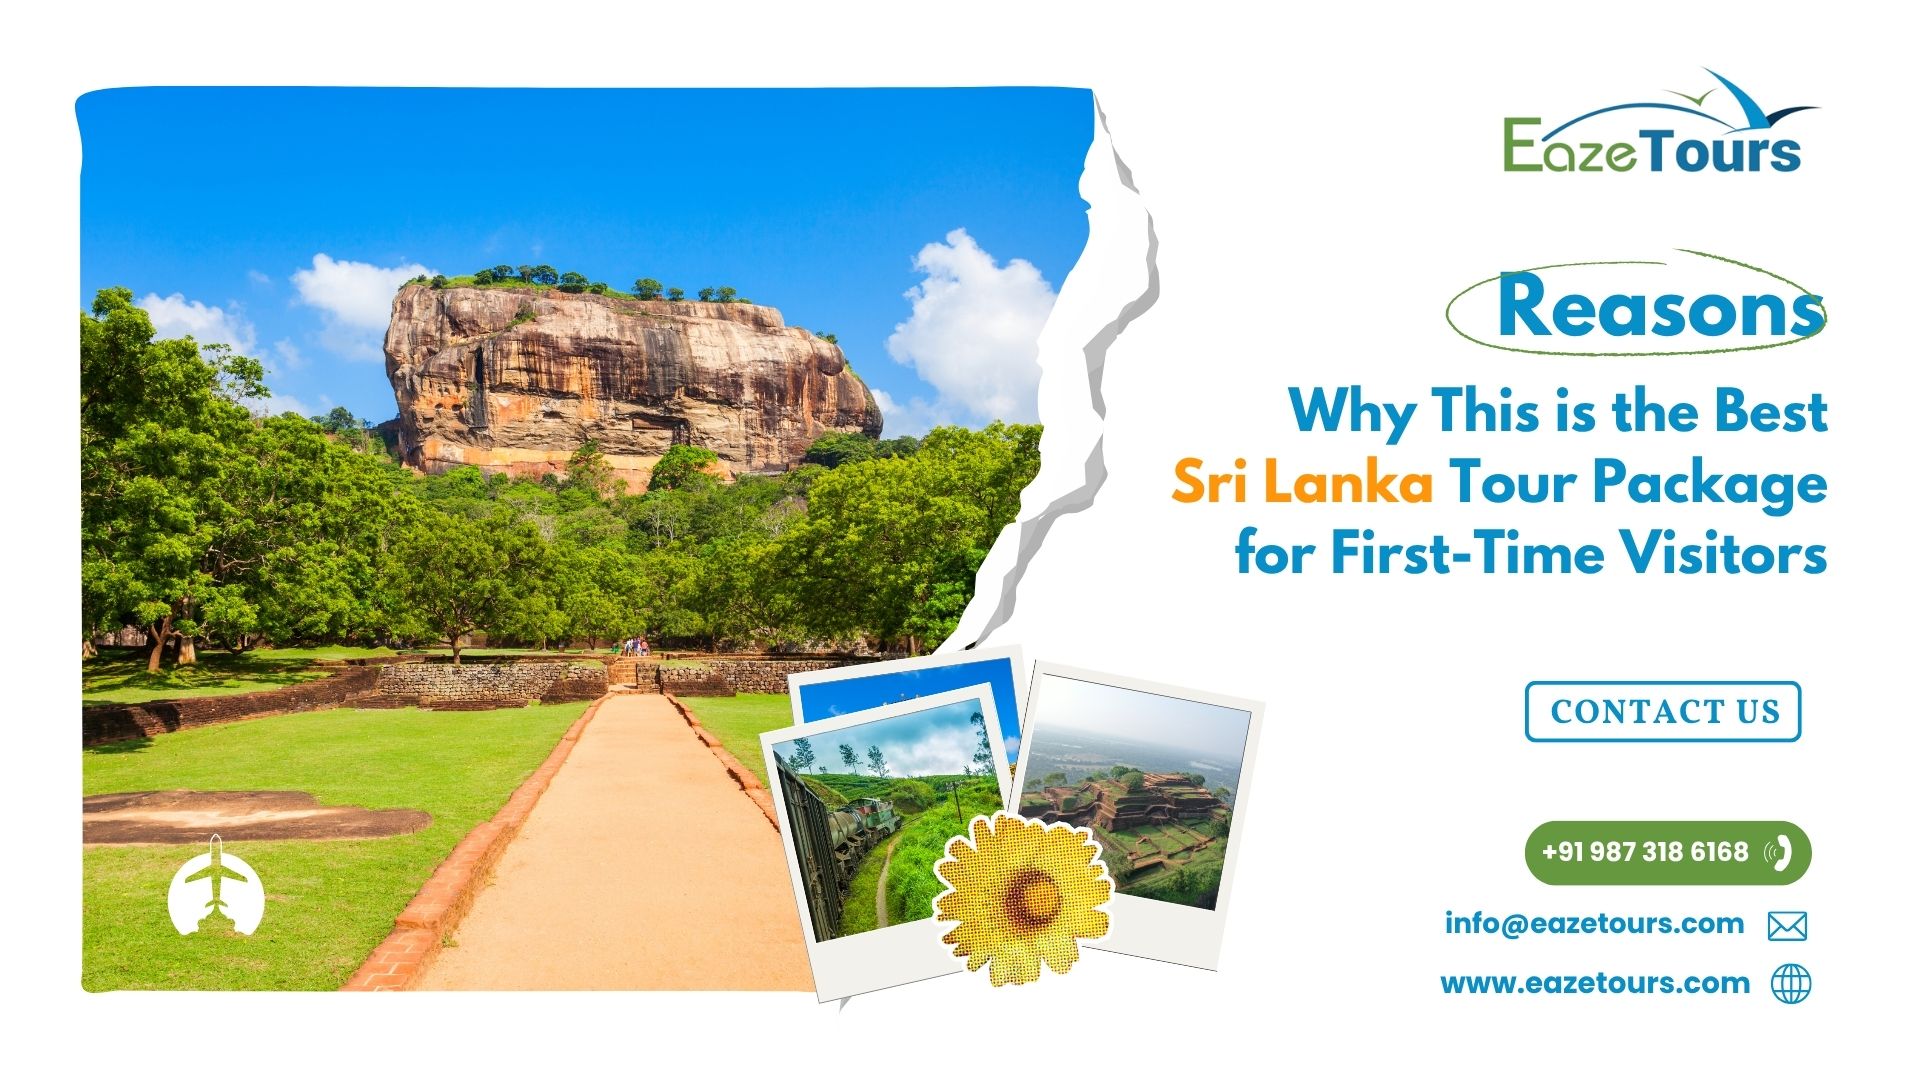 EazeTours
Reasons
Why This is the Best
Sri Lanka Tour Package
for First-Time Visitors
CONTACT US
+91 987 318 6168
info@eazetours.com
www.eazetours.com